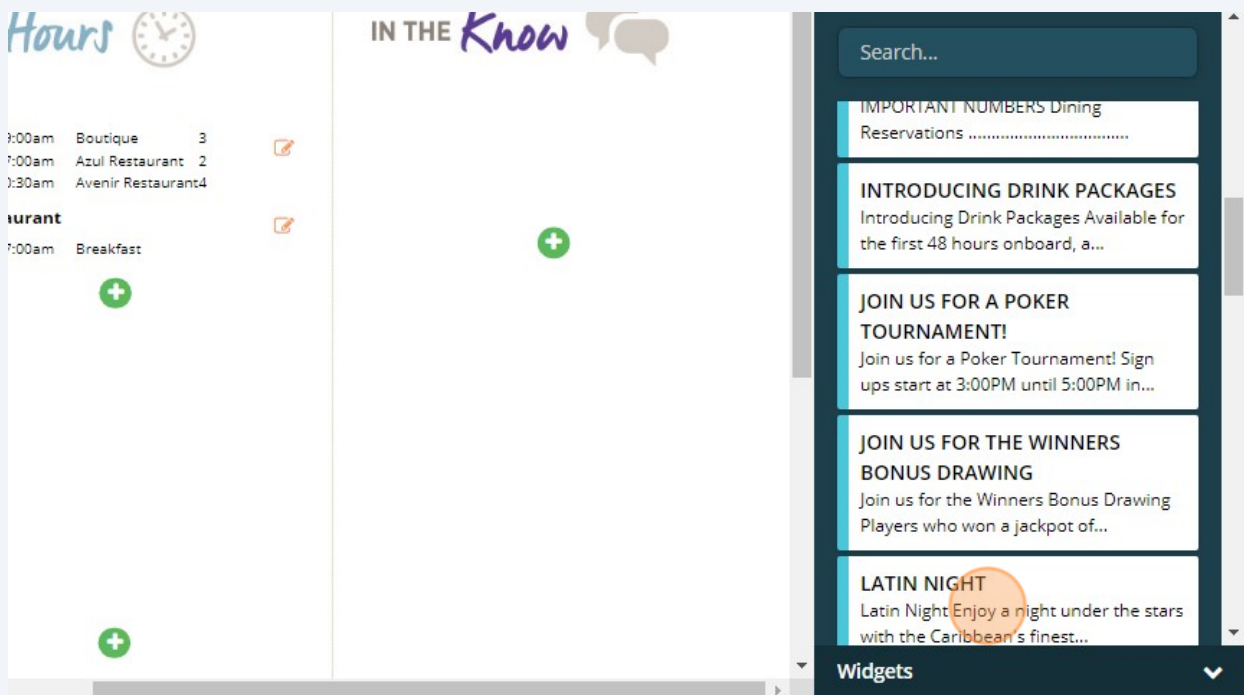 Hours
IN THE Know
:00am Boutique 3
:00am Azul Restaurant 2
:30am Avenir Restaurant4
aurant
:00am Breakfast
Search...
IMPORTANT NUMBERS Dining
Reservations ...................................
INTRODUCING DRINK PACKAGES
Introducing Drink Packages Available for
the first 48 hours onboard, a...
JOIN US FOR A POKER
TOURNAMENT!
Join us for a Poker Tournament! Sign
ups start at 3:00PM until 5:00PM in...
JOIN US FOR THE WINNERS
BONUS DRAWING
Join us for the Winners Bonus Drawing
Players who won a jackpot of...
LATIN NIGHT
Latin Night Enjoy a night under the stars
with the Caribbean's finest...
Widgets